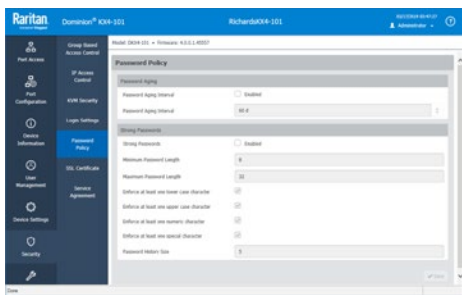 Raritan
Dominion® KX4-101
RichardsKX4-101
Administrator
Model: DKX4-101
Port Access
Port Configuration
Device Information
User Management
Device Settings
Security
Group Based Access Control
IP Access Control
KVM Security
Login Settings
Password Policy
SSL Certificate
Service Agreement
Password Policy
Password Aging
Password Aging Interval
Enabled
Password Aging Interval
60 d
Strong Passwords
Strong Passwords
Enabled
Minimum Password Length
8
Maximum Password Length
Enforce at least one lower case character
Enforce at least one upper case character
Enforce at least one numeric character
Enforce at least one special character
Password History Size
5
Save
Done